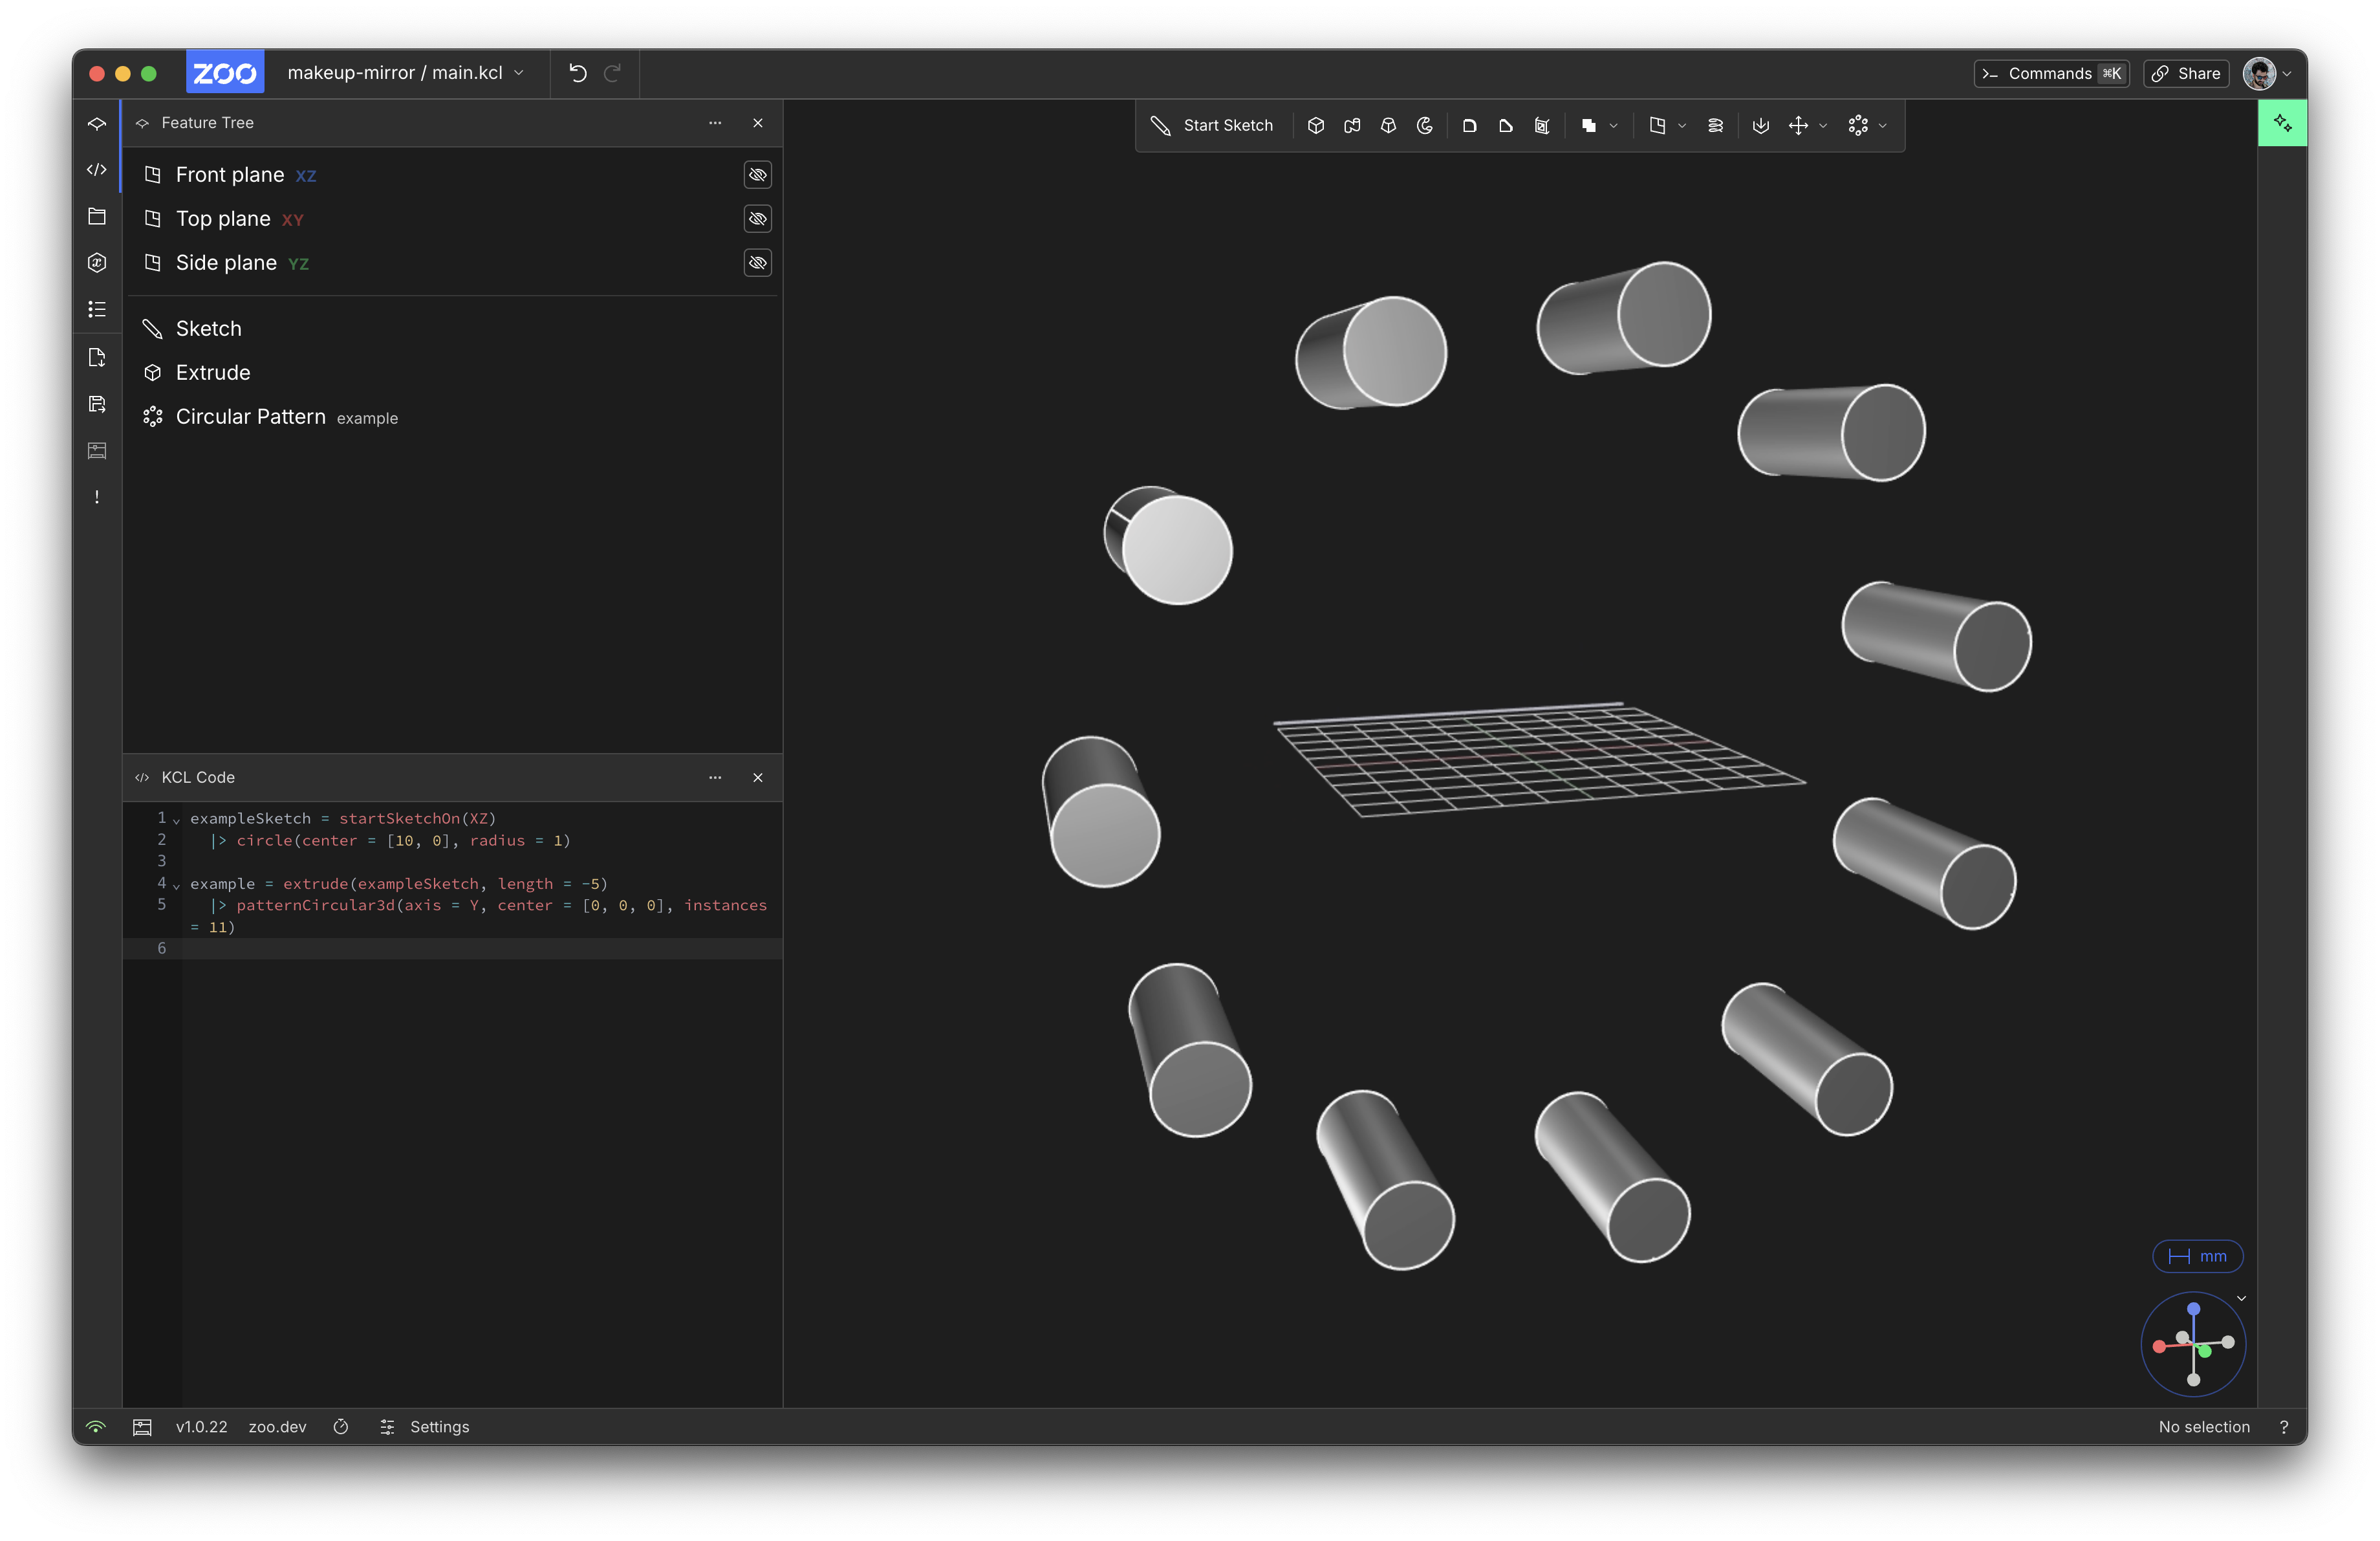 ZOO makeup-mirror / main.kcl Commands ⌘K Share
Feature Tree
Start Sketch
Front plane XZ
Top plane XY
Side plane YZ
Sketch
Extrude
Circular Pattern example
KCL Code
1 exampleSketch = startSketchOn(XZ)
2 |> circle(center = [10, 0], radius = 1)
3
4 example = extrude(exampleSketch, length = -5)
5 |> patternCircular3d(axis = Y, center = [0, 0, 0], instances
= 11)
6
mm
v1.0.22 zoo.dev Settings No selection ?